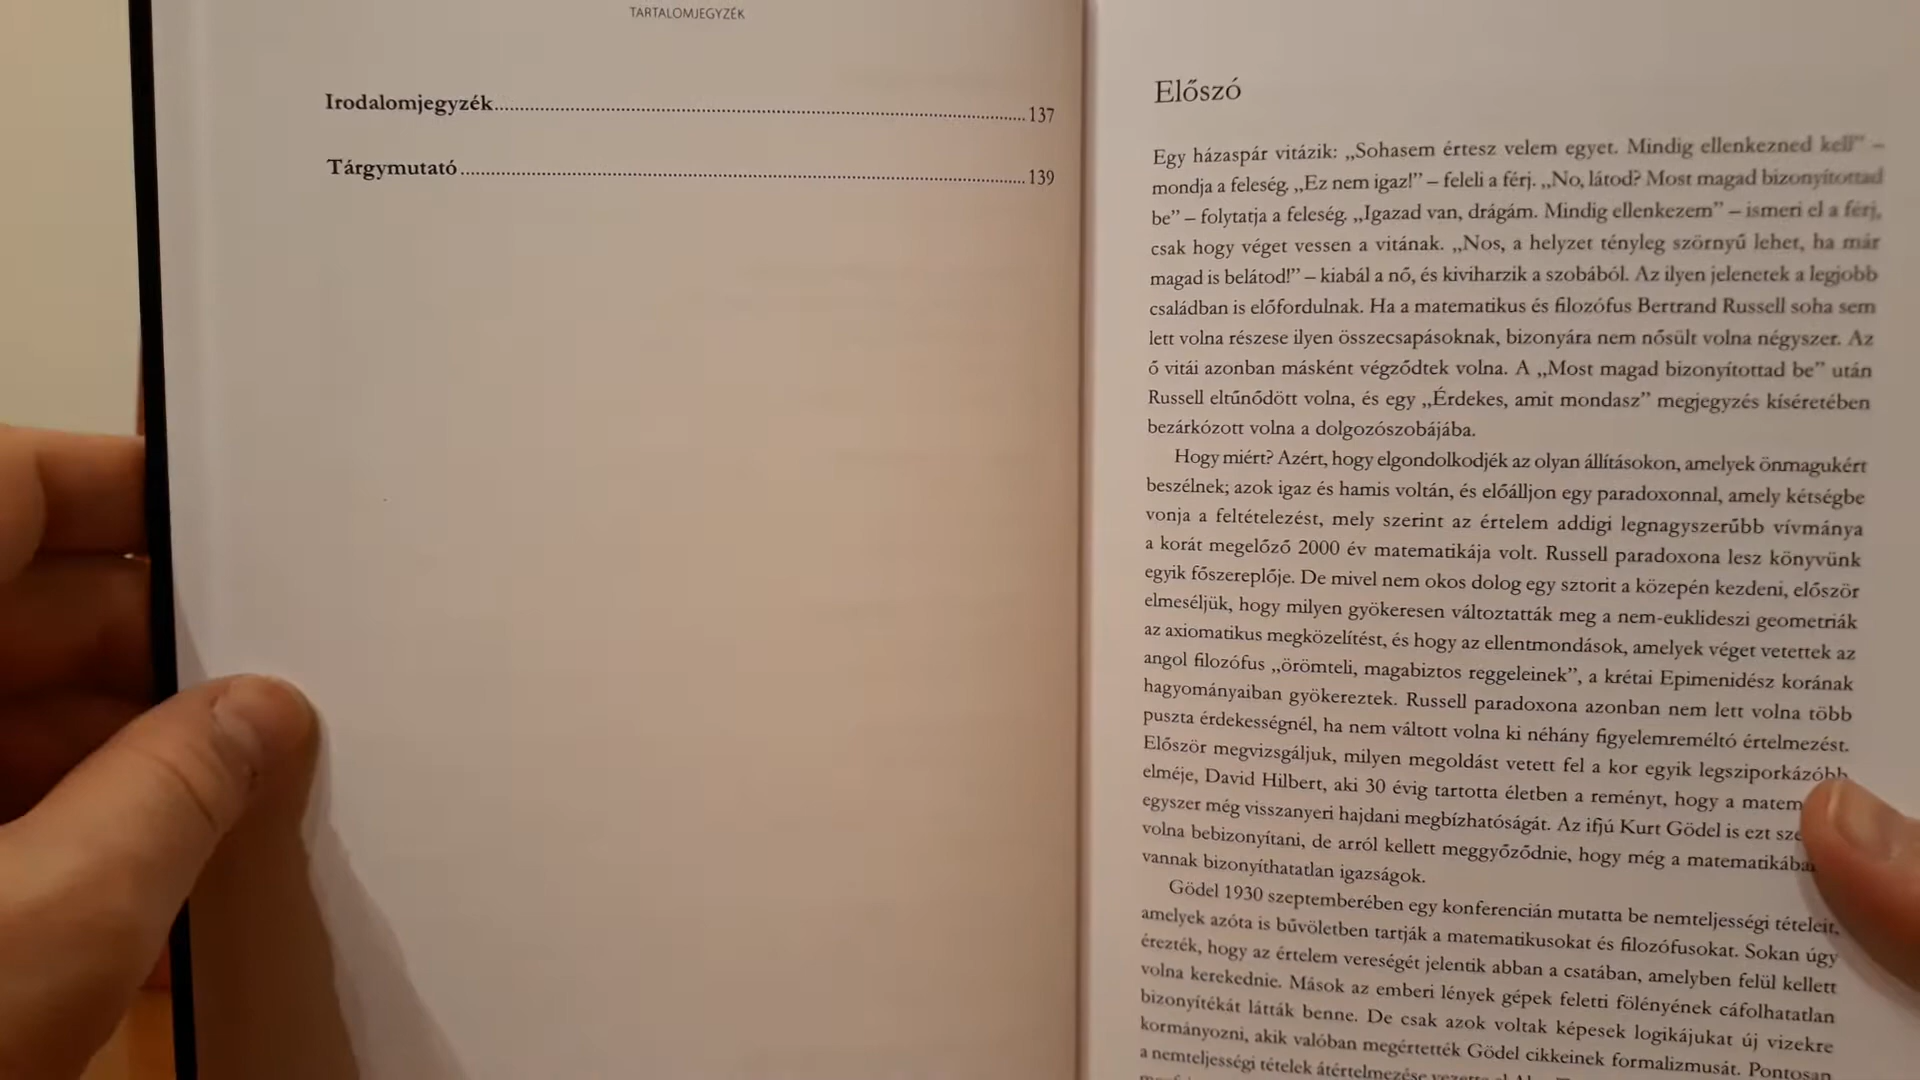 TARTALOMJEGYZÉK
Irodalomjegyzék........137
Tárgymutató........139
Előszó
Egy házaspár vitázik: „Sohasem értesz velem egyet. Mindig ellenkezned kell” –
mondja a feleség. „Ez nem igaz!” – feleli a férj. „No, látod? Most magad bizonyítottad
be” – folytatja a feleség. „Igazad van, drágám. Mindig ellenkezem” – ismeri el a férj,
csak hogy véget vessen a vitának. „Nos, a helyzet tényleg szörnyű lehet, ha már
magad is belátod!” – kiabál a nő, és kiviharzik a szobából. Az ilyen jelenetek a legjobb
családban is előfordulnak. Ha a matematikus és filozófus Bertrand Russell soha sem
lett volna részese ilyen összecsapásoknak, bizonyára nem nősült volna négyszer. Az
ő vitái azonban másként végződtek volna. A „Most magad bizonyítottad be” után
Russell eltűnődött volna, és egy „Érdekes, amit mondasz” megjegyzés kíséretében
bezárkózott volna a dolgozószobájába.
Hogy miért? Azért, hogy elgondolkodjék az olyan állításokon, amelyek önmagukért
beszélnek; azok igaz és hamis voltán, és előálljon egy paradoxonnal, amely kétségbe
vonja a feltételezést, mely szerint az értelem addigi legnagyszerűbb vívmánya
a korát megelőző 2000 év matematikája volt. Russell paradoxona lesz könyvünk
egyik főszereplője. De mivel nem okos dolog egy sztorit a közepén kezdeni, először
elmeséljük, hogy milyen gyökeresen változtatták meg a nem-euklideszi geometriák
az axiomatikus megközelítést, és hogy az ellentmondások, amelyek véget vetettek az
angol filozófus „örömteli, magabiztos reggeleinek”, a krétai Epimenidész korának
hagyományaiban gyökereztek. Russell paradoxona azonban nem lett volna több
puszta érdekességnél, ha nem váltott volna ki néhány figyelemreméltó értelmezést.
Először megvizsgáljuk, milyen megoldást vetett fel a kor egyik legsziporkázóbb
elméje, David Hilbert, aki 30 évig tartotta életben a reményt, hogy a matem
egyszer még visszanyeri hajdani megbízhatóságát. Az ifjú Kurt Gödel is ezt sze
volna bebizonyítani, de arról kellett meggyőződnie, hogy még a matematikába
vannak bizonyíthatatlan igazságok.
Gödel 1930 szeptemberében egy konferencián mutatta be nemteljességi tételeit,
amelyek azóta is bűvöletben tartják a matematikusokat és filozófusokat. Sokan úgy
érezték, hogy az értelem vereségét jelentik abban a csatában, amelyben felül kellett
volna kerekednie. Mások az emberi lények gépek feletti fölényének cáfolhatatlan
bizonyítékát látták benne. De csak azok voltak képesek logikájukat új vizekre
kormányozni, akik valóban megértették Gödel cikkeinek formalizmusát. Pontosan
a nemteljességi tételek átértelmezése